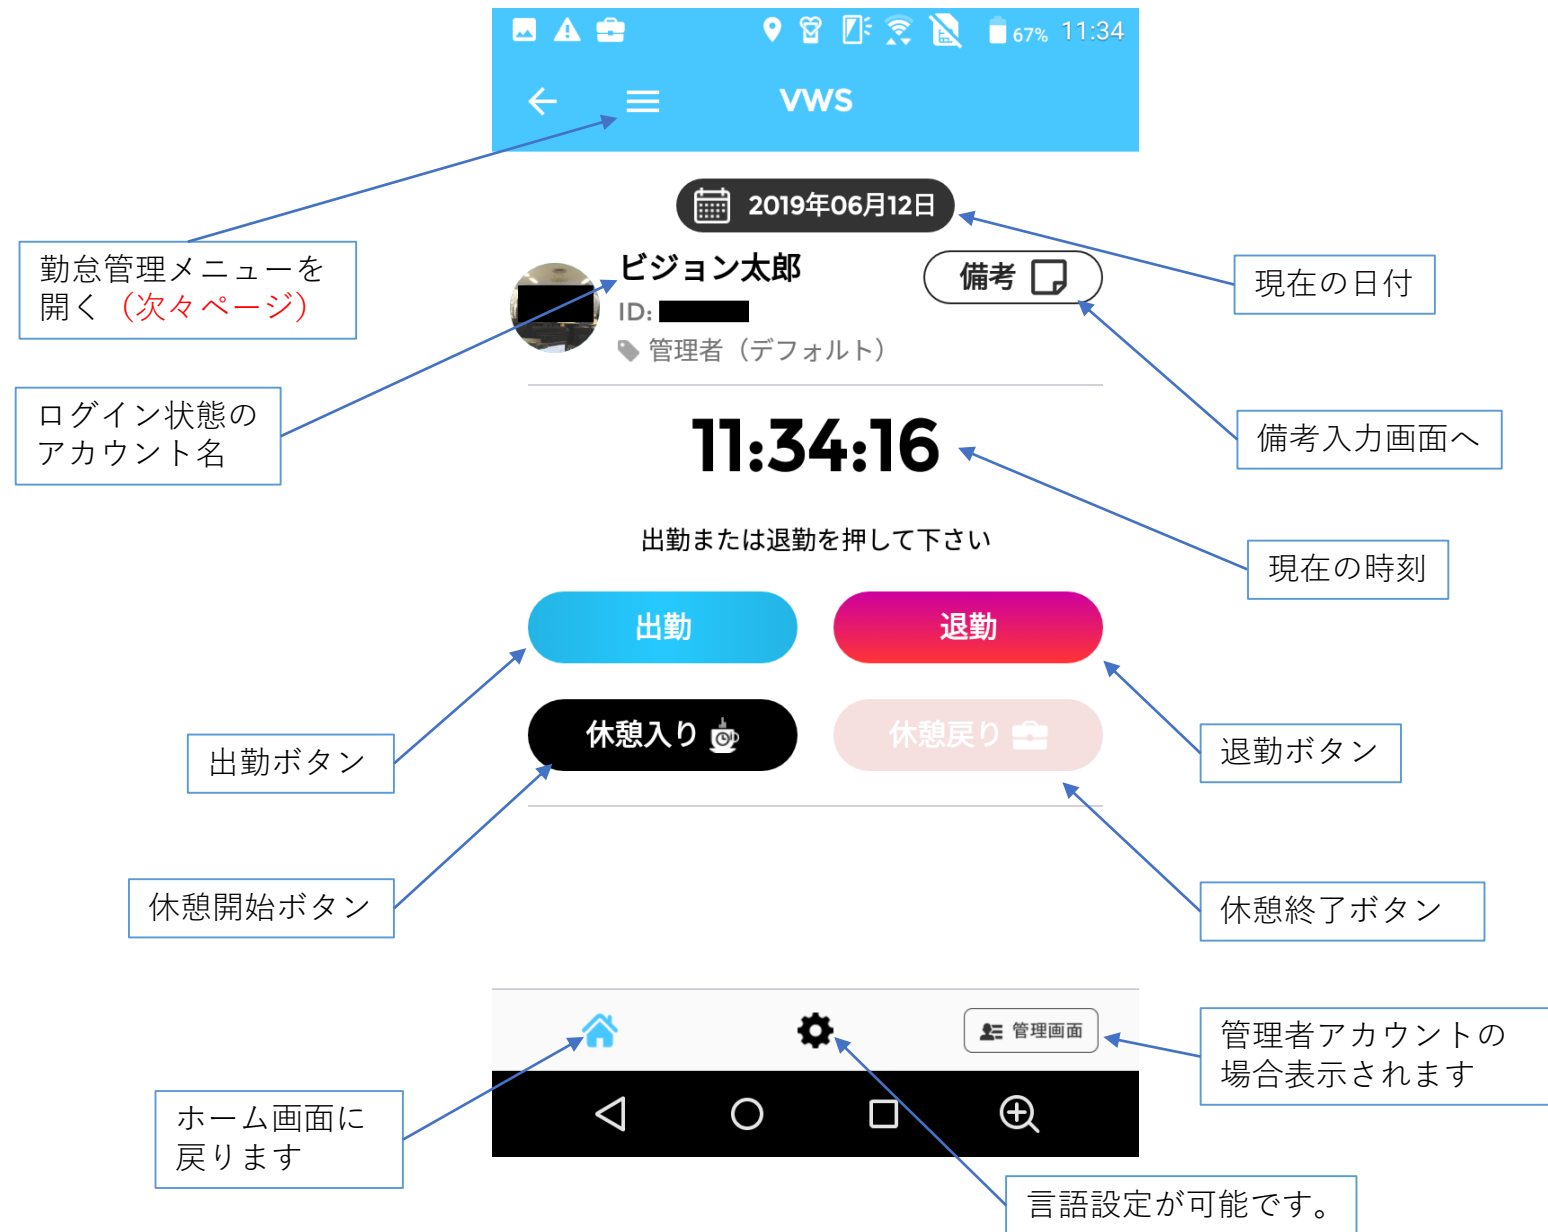 67% 11:34
VWS
2019年06月12日
勤怠管理メニューを
開く（次々ページ）
ビジョン太郎
ID:
管理者（デフォルト）
備考
現在の日付
ログイン状態の
アカウント名
11:34:16
備考入力画面へ
出勤または退勤を押して下さい
現在の時刻
出勤
退勤
休憩入り
休憩戻り
出勤ボタン
退勤ボタン
休憩開始ボタン
休憩終了ボタン
管理画面
管理者アカウントの
場合表示されます
ホーム画面に
戻ります
言語設定が可能です。